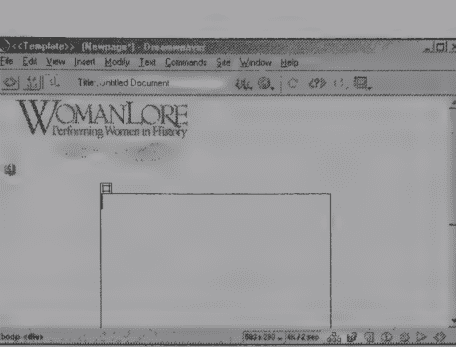 <<Template>> (Newpage*) - Dreamweaver
File Edit View Insert Modify Text Commands Site Window Help
Title: Untitled Document
WOMANLORE
Performing Women in History